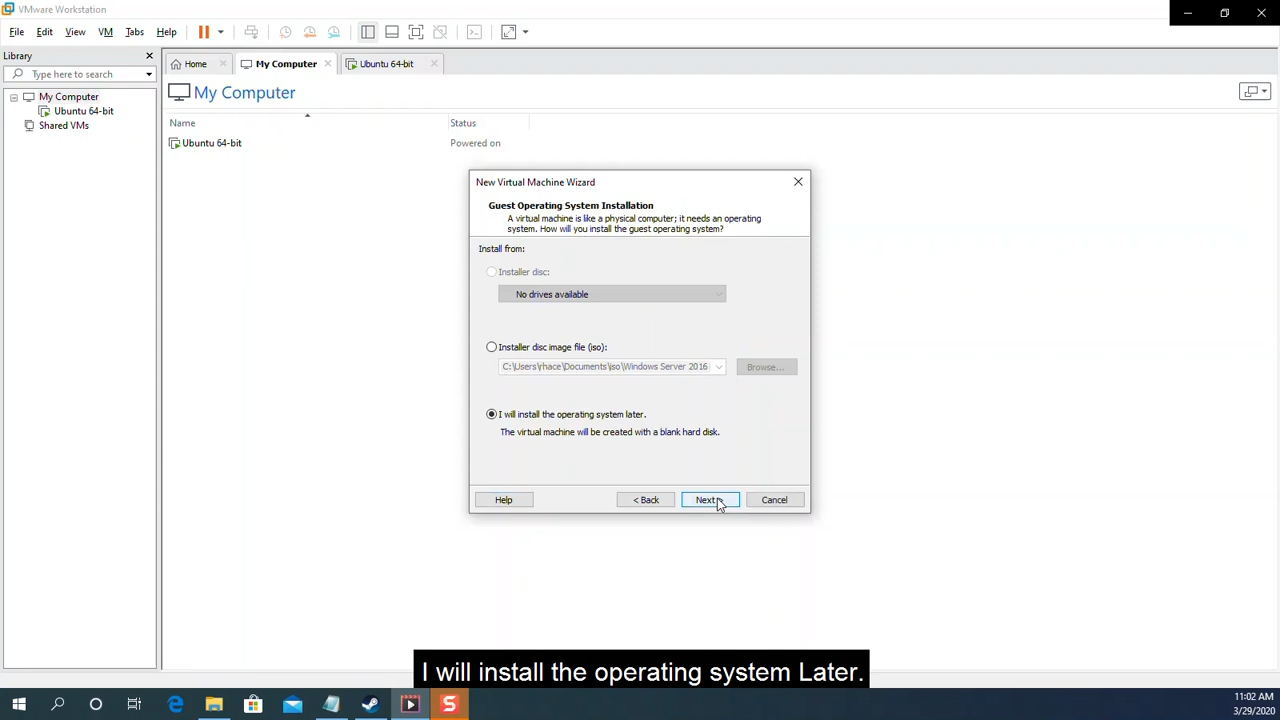 VMware Workstation
File Edit View VM Tabs Help
Library
Type here to search
Home
My Computer
Ubuntu 64-bit
My Computer
Ubuntu 64-bit
Shared VMs
My Computer
Name Status
Ubuntu 64-bit Powered on
New Virtual Machine Wizard
Guest Operating System Installation
A virtual machine is like a physical computer; it needs an operating
system. How will you install the guest operating system?
Install from:
Installer disc:
No drives available
Installer disc image file (iso):
C:\Users\rhace\Documents\iso\Windows Server 2016
Browse...
I will install the operating system later.
The virtual machine will be created with a blank hard disk.
Help < Back Next > Cancel
I will install the operating system Later.
S
11:02 AM
3/29/2020